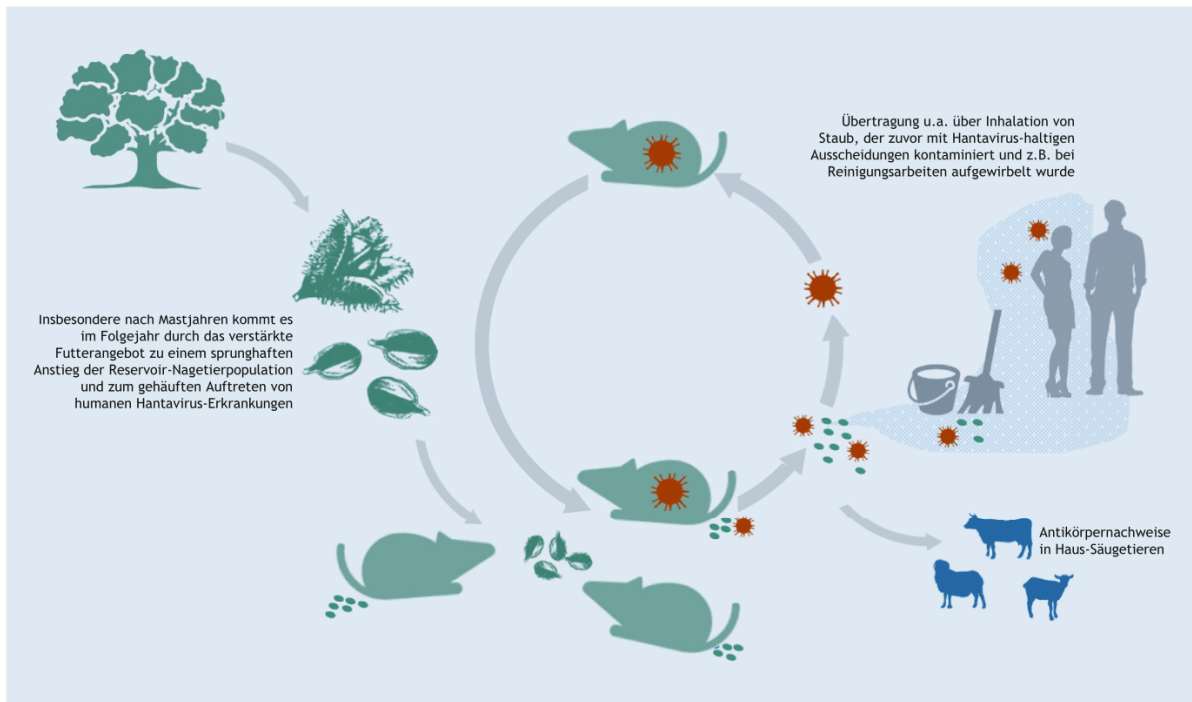 Übertragung u.a. über Inhalation von
Staub, der zuvor mit Hantavirus-haltigen
Ausscheidungen kontaminiert und z.B. bei
Reinigungsarbeiten aufgewirbelt wurde
Insbesondere nach Mastjahren kommt es
im Folgejahr durch das verstärkte
Futterangebot zu einem sprunghaften
Anstieg der Reservoir-Nagetierpopulation
und zum gehäuften Auftreten von
humanen Hantavirus-Erkrankungen
Antikörpernachweise
in Haus-Säugetieren